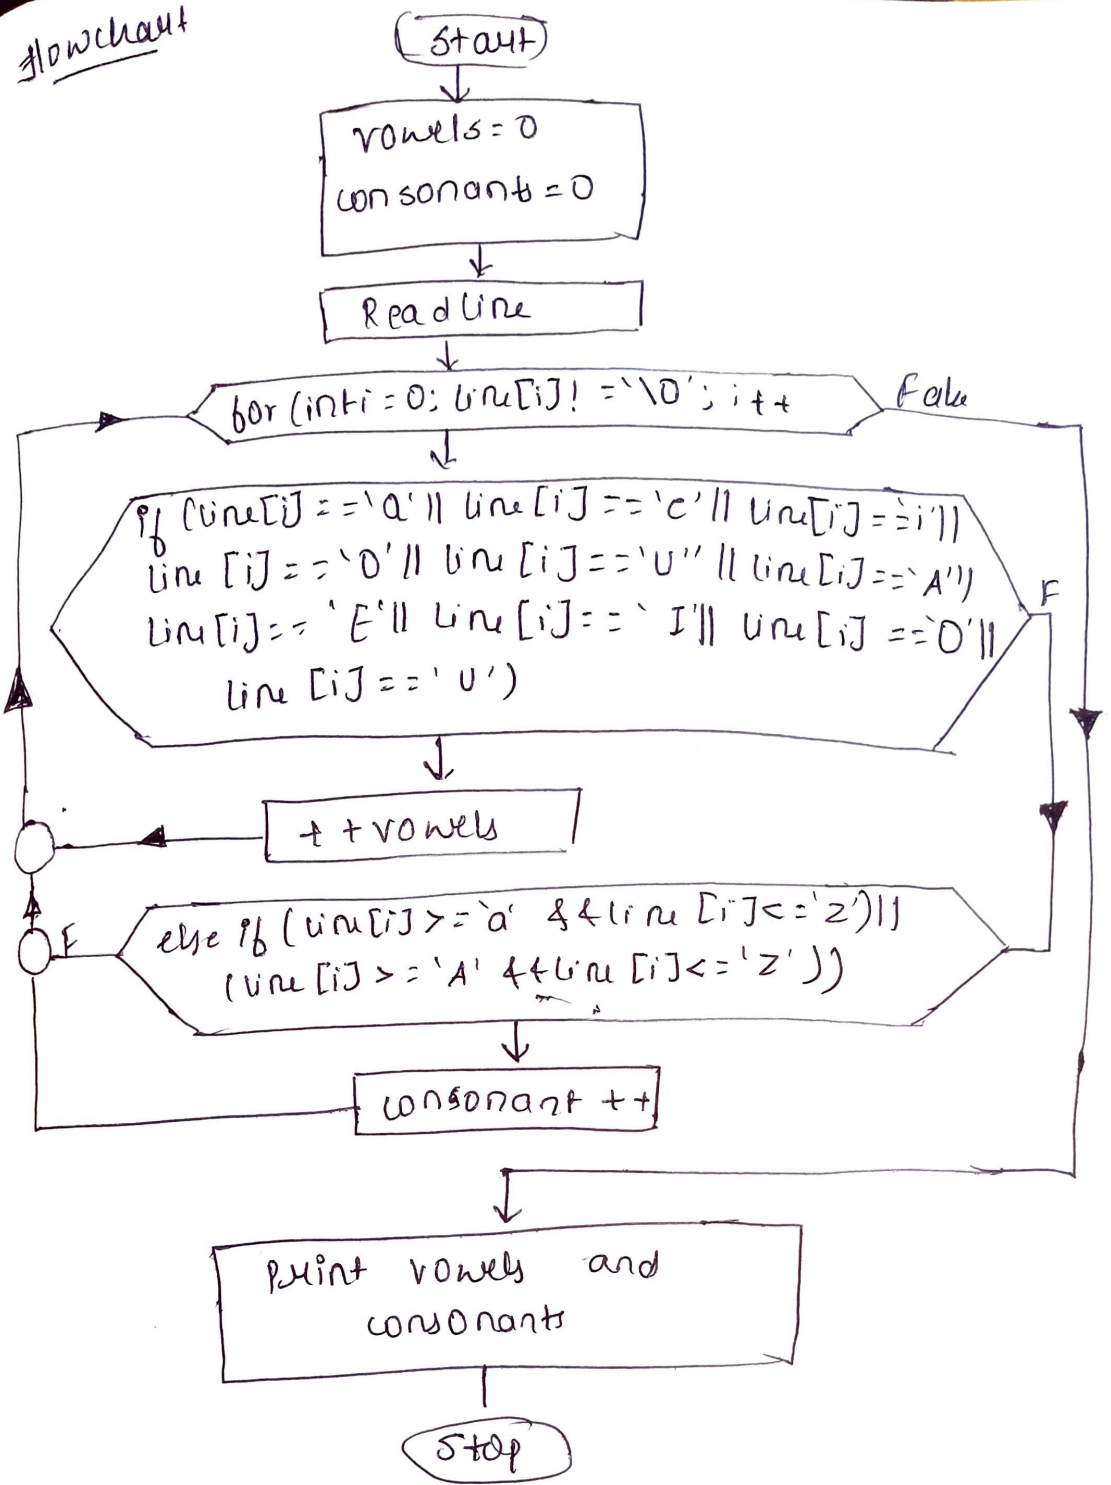 flowchart
Start
vowels=0
consonant=0
Read line
for (int i=0; line[i]! ='\0'; i++
False
if (line[i]=='a'|| line[i]=='e'|| line[i]=='i'||
line[i]=='o'|| line[i]=='u''|| line[i]=='A'||
F
line[i]=='E'|| line[i]=='I'|| line[i]=='O'||
line[i]=='U')
++vowels
else if (line[i]>='a' &&line[i]<='z')||
F
(line[i]>='A' &&line[i]<='Z'))
consonant++
Print vowels and
consonants
Stop